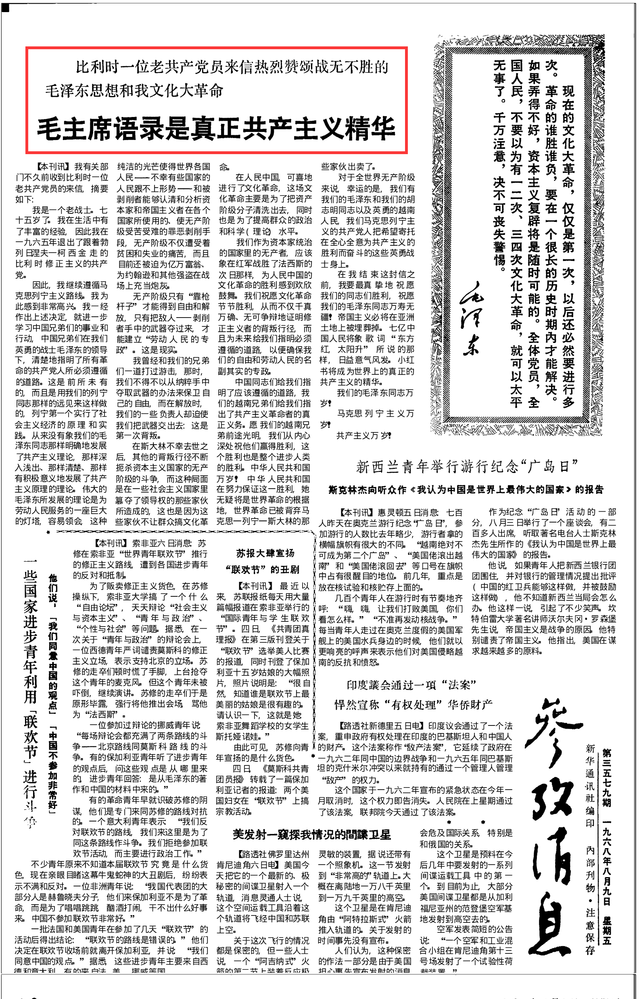 比利时一位老共产党员来信热烈赞颂战无不胜的
毛泽东思想和我文化大革命
毛主席语录是真正共产主义精华
【本刊讯】我有关部
门不久前收到比利时一位
老共产党员的来信，摘要
如下：
我是一个老战士。七
十五岁了。我在生活中有
了丰富的经验，因此我在
一九六五年退出了跟着勃
列日涅夫—柯西金走的
比利时修正主义的共产
党。
因此，我继续遵循马
克思列宁主义路线。我为
此感到非常高兴。我一经
作出上述决定，就进一步
学习中国兄弟们的事业和
行动，中国兄弟们在我们
英勇的战士毛泽东的领导
下，清楚地指明了所有革
命的共产党人所必须遵循
的道路。这是前所未有
的，而且是用我们的列宁
同志那样的远见来这样做
的，列宁第一个实行了社
会主义经济的原理和实
践。从来没有象我们的毛
泽东同志那样明确地发展
了共产主义理论，那样深
入浅出、那样清楚、那样
有积极意义地发展了共产
主义原理的理论。伟大的
毛泽东所发展的理论是为
劳动人民服务的一座巨大
的灯塔，容易领会，这种
纯洁的光芒使得世界各国
人民——不幸有些国家的
人民跟不上形势——和被
剥削者能够认清和分析资
本家和帝国主义者在各个
国家所使用的、使无产阶
级受苦受难的罪恶剥削手
段，无产阶级不仅遭受着
贫困和失业的痛苦，而且
目前还被迫为亿万富翁、
为约翰逊和其他强盗在战
场上充当炮灰。
无产阶级只有“靠枪
杆子”才能得到自由和解
放，只有把敌人——剥削
者手中的武器夺过来，才
能建立“劳动人民的专
政”。这是现实。
我曾经和我们的兄弟
们一道打过游击，那时，
我们不得不以从纳粹手中
夺取武器的办法来保卫自
己的自由，而在解放时，
我们的一些负责人却迫使
我们把武器交出去：这是
第一次背叛。
在斯大林不幸去世之
后，其他的背叛行径不断
扼杀资本主义国家的无产
阶级的斗争，而这种局面
是在一些社会主义国家里
篡夺了领导权的那些家伙
所造成的，这也是因为这
些家伙不让群众搞文化革
命。
在人民中国，可喜地
进行了文化革命，这场文
化革命主要是为了把资产
阶级分子清洗出去，同时
也是为了提高群众的政治
和科学（理论）水平。
我们作为资本家统治
的国家里的无产者，应该
象在红军战胜了法西斯的
次日那样，为人民中国的
文化革命的胜利感到欢欣
鼓舞。我们祝愿文化革命
节节胜利，从而不仅千真
万确、无可争辩地证明修
正主义者的背叛行径，而
且为未来给我们指明必须
遵循的道路，以便确保我
们的自由和劳动人民的名
副其实的专政。
中国同志们给我们指
明了应该遵循的道路，我
们的越南兄弟们给我们指
出了共产主义革命者的真
正义务。愿我们的越南兄
弟前途光明，我们从内心
深处祝他们赢得胜利，这
个胜利也是整个进步人类
的胜利。中华人民共和国
万岁！中华人民共和国
在努力保证这一胜利，她
无疑将是世界革命的根据
地，世界革命已被背弃马
克思—列宁—斯大林的那
些家伙出卖了。
对于全世界无产阶级
来说，幸运的是，我们有
我们的毛泽东和我们的胡
志明同志以及英勇的越南
人民，我们马克思列宁主
义的共产党人把希望寄托
在全心全意为共产主义的
胜利而奋斗的这些英勇战
士身上。
在我结束这封信之
前，我要最真挚地祝愿
我们的同志们胜利，祝愿
我们的毛泽东同志万寿无
疆！帝国主义必将在亚洲
土地上被埋葬掉。七亿中
国人民将象歌词“东方
红，太阳升”所说的那
样，日益意气风发。小红
书将成为世界上的真正的
共产主义的精华。
我们的毛泽东同志万
岁！
马克思列宁主义万
岁！
共产主义万岁！
现在的文化大革命，仅仅是第一次，以后还必然要进行多
次。革命的谁胜谁负，要在一个很长的历史时期内才能解决。
如果弄得不好，资本主义复辟将是随时可能的。全体党员，全
国人民，不要以为有一二次、三四次文化大革命，就可以太平
无事了。千万注意，决不可丧失警惕。
毛泽东
新西兰青年举行游行纪念“广岛日”
斯克林杰向听众作《我认为中国是世界上最伟大的国家》的报告
【本刊讯】惠灵顿五日消息：七百
人昨天在奥克兰游行纪念“广岛日”，参
加游行的人数比去年略少，游行者拿的
横幅旗帜有很大的不同。“越南绝对不
可成为第二个广岛”、“美国佬滚出越
南”和“美国佬滚回去”等口号在旗帜
中占有很醒目的地位。前几年，重点是
放在核试验和核贮存上面的。
几百个青年人在游行时有节奏地齐
呼：“嗨，嗨，让我们打败美国，你们
看怎么样。”“不准再发动核战争。”
每当青年人走过在奥克兰度假的美国军
舰上的美国水兵身边的时候，他们就以
更响亮的呼声来表示他们对美国侵略越
南的反抗和愤怒。
作为纪念“广岛日”活动的一部
分，八月三日举行了一个座谈会，有二
百多人出席，听取著名电台人士斯克林
杰先生所作的《我认为中国是世界上最
伟大的国家》的报告。
他说，如果青年人把新西兰银行团
团围住，并对银行的管理情况提出批评
（中国的红卫兵能够这样做，并被鼓励
这样做），他不知道新西兰当局会怎么
办。他这样一说，引起了不少笑声。坎
特伯雷大学著名讲师沃尔夫冈·罗森堡
先生说，帝国主义是战争的原因。他特
别谴责了帝国主义。他指出，美国在谋
求越来越多的原料。
一些国家进步青年利用「联欢节」进行斗争
他们说，「我们同意中国的观点」「中国不参加非常好」
【本刊讯】索非亚六日消息：苏
修在索非亚“世界青年联欢节”推行
的修正主义路线，遭到各国进步青年
的反对和抵制。
为了贩卖修正主义货色，在苏修
操纵下，索非亚大学搞了一个什么
“自由论坛”，天天辩论“社会主义
与资本主义”、“青年与政治”、
“个性与社会”等问题。据悉，在一
次关于“青年与政治”的辩论会上，
一位西德青年严词谴责莫斯科的修正
主义立场，表示支持北京的立场。苏
修的走卒们顿时慌了手脚，上台抢夺
这个青年的麦克风。但这个青年未被
吓倒，继续演讲。苏修的走卒们于是
原形毕露，强行将他推出会场，骂他
为“法西斯”。
一位参加过辩论的挪威青年说：
“每场辩论会都充满了两条路线的斗
争——北京路线同莫斯科路线的斗
争。有的保加利亚青年听了进步青年
的观点后，问这些观点是从哪里来
的，进步青年回答：是从毛泽东的著
作和中国的材料中来的。”
有的革命青年早就识破苏修的阴
谋，他们是专门来同苏修的路线对抗
的。一个意大利青年表示：“我们反
对联欢节的路线，我们来这里是为了
同这条路线作斗争。我们拒绝参加联
欢节活动，而主要进行政治工作。”
不少青年原来不知道本届联欢节究竟是什么货
色，现在亲眼目睹这幕牛鬼蛇神的大丑剧后，纷纷表
示不满和反对。一位非洲青年说：“我国代表团的大
部分人是赫鲁晓夫分子，他们来保加利亚不是为了革
命，而是为了唱唱跳跳，酗酒打闹，干不出什么好事
来。中国不参加联欢节非常好。”
一批法国和美国青年在参加了几天“联欢节”的
活动后得出结论：“联欢节的路线是错误的。”他们
决定在联欢节收场前就离开保加利亚，并说：“我们
同意中国的观点。”据悉，这些进步青年主要来自西
德和意大利，有的来自法、美、挪威等国。
苏报大肆宣扬
“联欢节”的丑剧
【本刊讯】最近以
来，苏联报纸每天用大量
篇幅报道在索非亚举行的
“国际青年与学生联欢
节”。四日，《共青团真
理报》在第三版刊登关于
“联欢节”选举美人比赛
的报道，同时刊登了保加
利亚十五岁姑娘的大幅照
片，照片说明是：“很自
然，知道谁是联欢节上最
美丽的姑娘是很有趣的。
请认识一下，这就是她：
索非亚舞蹈学校的女学生
斯托娅诺娃。”
由此可见，苏修向青
年宣扬的是什么货色。
四日，《莫斯科共青
团员报》转载了一篇保加
利亚记者的报道：两个美
国妇女在“联欢节”上搞
宗教活动。
印度議会通过一項“法案”
悍然宣称“有权处理”华侨財产
【路透社新德里五日电】印度议会通过了一个法
案，重申政府有权处理在印度的巴基斯坦人和中国人
的财产。这个法案称作“敌产法案”，它延续了政府在
一九六二年同中国的边界战争和一九六五年同巴基斯
坦的克什米尔冲突以来就持有的通过一个管理人管理
“敌产”的权力。
这个国家于一九六二年宣布的紧急状态在今年一
月取消时，这个权力即告消失。人民院在上星期通过
了该法案，联邦院今天通过了该法案。
美发射一窺探我情况的間諜卫星
【路透社佛罗里达州
肯尼迪角六日电】美国今
天把它的一个最新的、极
秘密的间谍卫星射入一个
轨道，消息灵通人士说，
这个空间运载工具沿着这
个轨道将飞经中国和苏联
上空。
关于这次飞行的情况
都是保密的，但一些人士
说，一个“阿吉纳式”火
箭的第二节上装着反应极
灵敏的装置，据说还带有
一个照象机。这一节发射
到“非常高的”轨道上。大
概在离陆地一万八千英里
到一万九千英里的高空。
这个卫星是在肯尼迪
角由“阿特拉斯式”火箭
推入轨道的。关于发射的
时间事先没有宣布。
人们认为，这种保密
的作法一部分是由于美国
担心事先宣布发射的消息
会危及国际关系，特别是
和俄国的关系。
这个卫星是预料在今
后几年中要发射的一系列
间谍运载工具中的第一
个。到目前为止，大部分
美国间谍卫星都是从加利
福尼亚州的范登堡空军基
地发射到高空去的。
空军发表简短的公告
说：“一个空军和工业混
合小组在肯尼迪角第十三
号场发射了一个试验性荷
载装置。”
参攷消息
新华通讯社编印 内部刊物·注意保存
第三五七九期 一九六八年八月九日 星期五